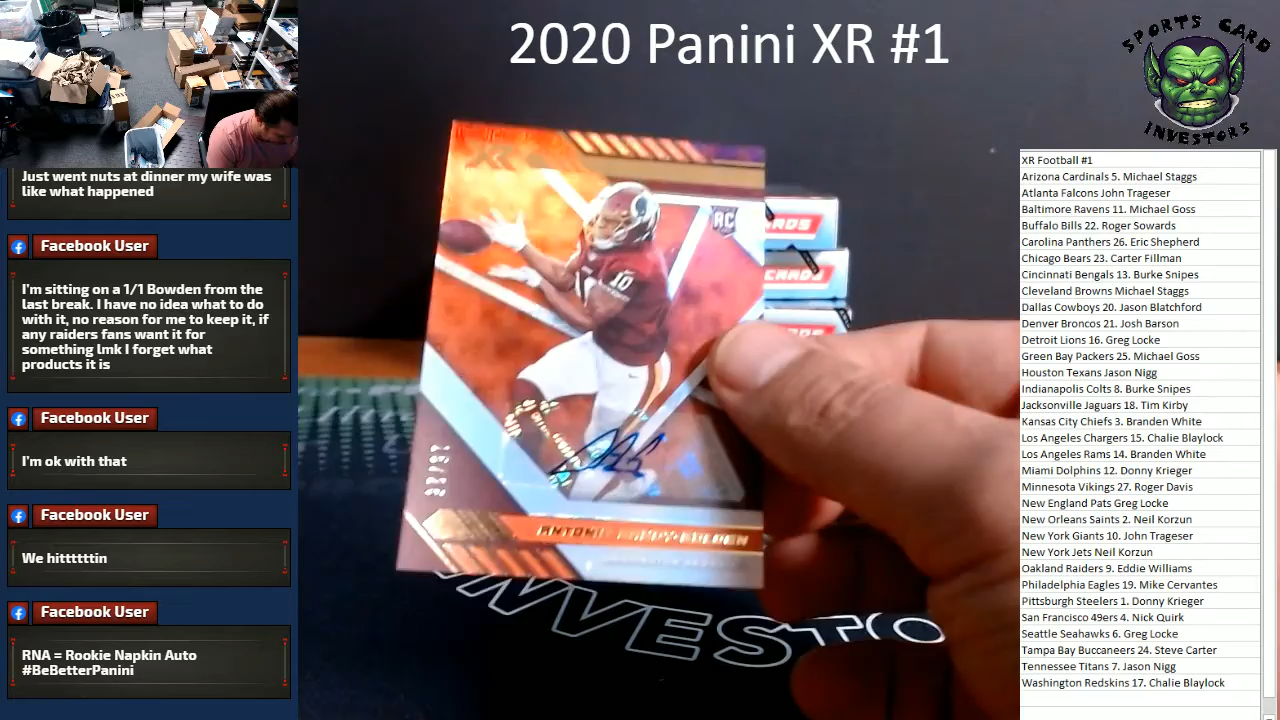 2020 Panini XR #1
SPORTS CARD
INVESTORS
Just went nuts at dinner my wife was
like what happened
Facebook User
I'm sitting on a 1/1 Bowden from the
last break. I have no idea what to do
with it, no reason for me to keep it, if
any raiders fans want it for
something lmk I forget what
products it is
Facebook User
I'm ok with that
Facebook User
We hittttttin
Facebook User
RNA = Rookie Napkin Auto
#BeBetterPanini
XR
RC
10
ANTONIO
CARDS
CARDS
INVESTO
XR Football #1
Arizona Cardinals 5. Michael Staggs
Atlanta Falcons John Trageser
Baltimore Ravens 11. Michael Goss
Buffalo Bills 22. Roger Sowards
Carolina Panthers 26. Eric Shepherd
Chicago Bears 23. Carter Fillman
Cincinnati Bengals 13. Burke Snipes
Cleveland Browns Michael Staggs
Dallas Cowboys 20. Jason Blatchford
Denver Broncos 21. Josh Barson
Detroit Lions 16. Greg Locke
Green Bay Packers 25. Michael Goss
Houston Texans Jason Nigg
Indianapolis Colts 8. Burke Snipes
Jacksonville Jaguars 18. Tim Kirby
Kansas City Chiefs 3. Branden White
Los Angeles Chargers 15. Chalie Blaylock
Los Angeles Rams 14. Branden White
Miami Dolphins 12. Donny Krieger
Minnesota Vikings 27. Roger Davis
New England Pats Greg Locke
New Orleans Saints 2. Neil Korzun
New York Giants 10. John Trageser
New York Jets Neil Korzun
Oakland Raiders 9. Eddie Williams
Philadelphia Eagles 19. Mike Cervantes
Pittsburgh Steelers 1. Donny Krieger
San Francisco 49ers 4. Nick Quirk
Seattle Seahawks 6. Greg Locke
Tampa Bay Buccaneers 24. Steve Carter
Tennessee Titans 7. Jason Nigg
Washington Redskins 17. Chalie Blaylock